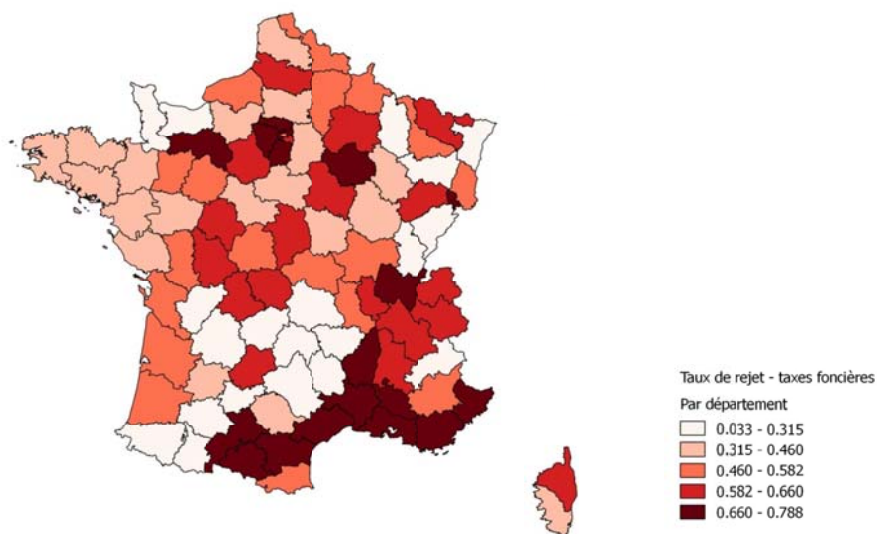 Taux de rejet - taxes foncières
Par département
0.033 - 0.315
0.315 - 0.460
0.460 - 0.582
0.582 - 0.660
0.660 - 0.788